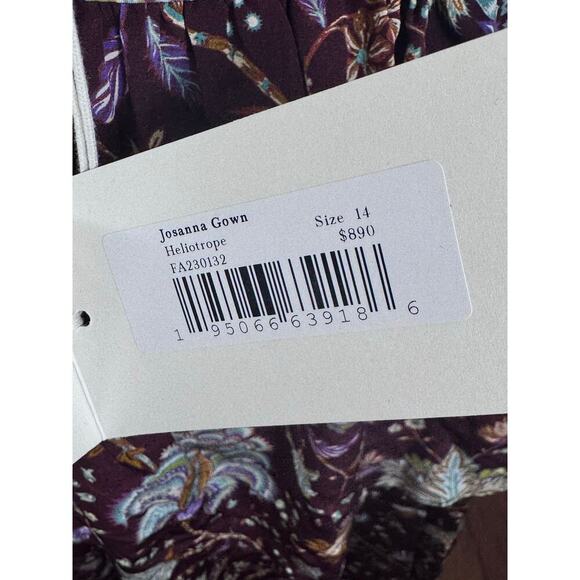 Josanna Gown Size 14
Heliotrope $890
FA230132
1 95066 63918 6